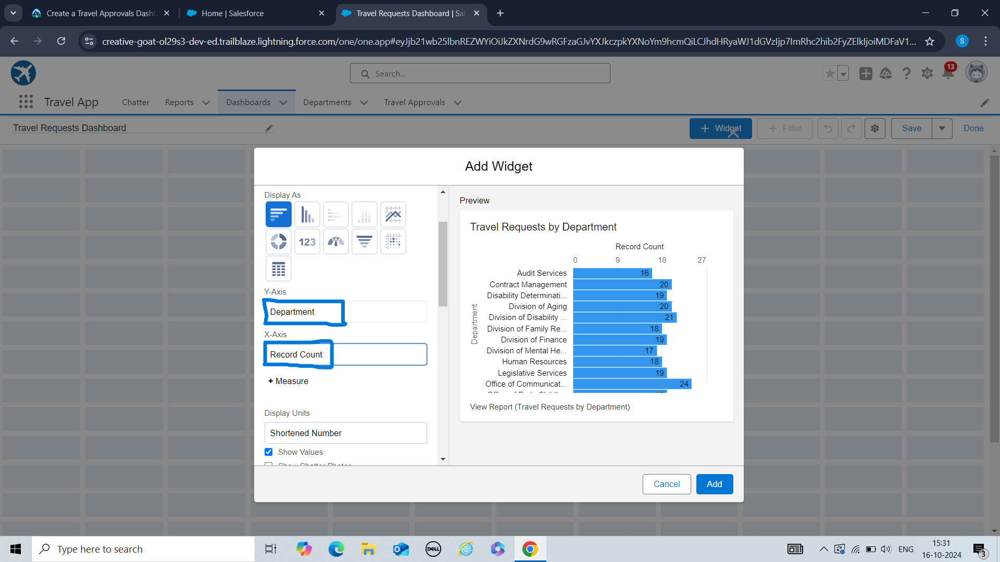 Create a Travel Approvals Dash
Home | Salesforce
Travel Requests Dashboard | Sal
creative-goat-ol29s3-dev-ed.trailblaze.lightning.force.com/one/one.app#eyJjb21wb25lbnREZWYiOiJkZXNrdG9wRGFzaGJvYXJkczpkYXNoYm9hcmQiLCJhdHRyaWJ1dGVzIjp7ImRhc2hib2FyZElkIjoiMDFaV1...
S
Search...
13
Travel App
Chatter
Reports
Dashboards
Departments
Travel Approvals
Travel Requests Dashboard
+ Widget
+ Filter
Save
Done
Add Widget
Display As
123
Y-Axis
Department
X-Axis
Record Count
+ Measure
Display Units
Shortened Number
Show Values
Show Chatter Photos
Preview
Travel Requests by Department
Record Count
0 9 18 27
Department
Audit Services 16
Contract Management 20
Disability Determinati... 19
Division of Aging 20
Division of Disability ... 21
Division of Family Re... 18
Division of Finance 19
Division of Mental He... 17
Human Resources 18
Legislative Services 19
Office of Communicat... 24
View Report (Travel Requests by Department)
Cancel
Add
Type here to search
DELL
ENG
15:31
16-10-2024
3